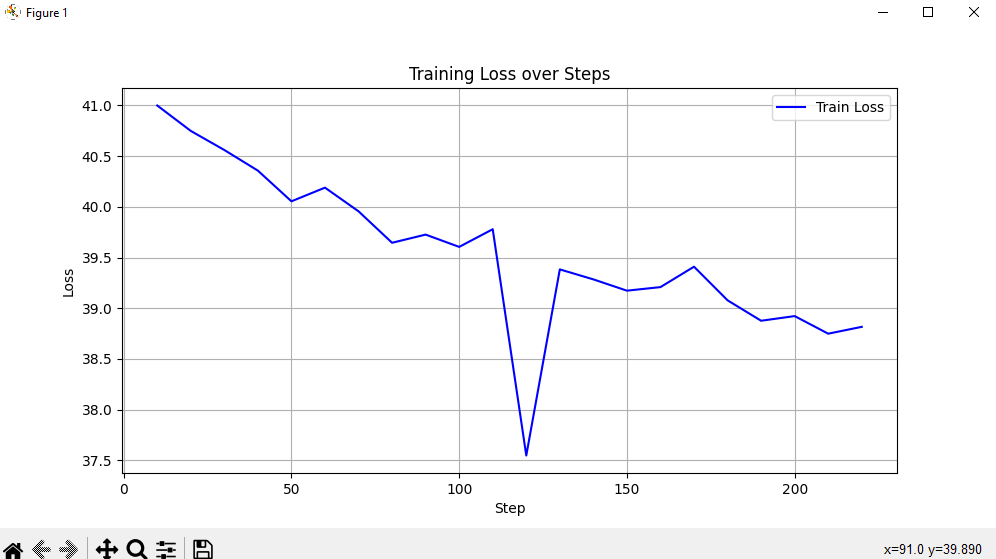 Figure 1
Training Loss over Steps
Train Loss
41.0
40.5
40.0
39.5
39.0
38.5
38.0
37.5
Loss
0 50 100 150 200
Step
x=91.0 y=39.890